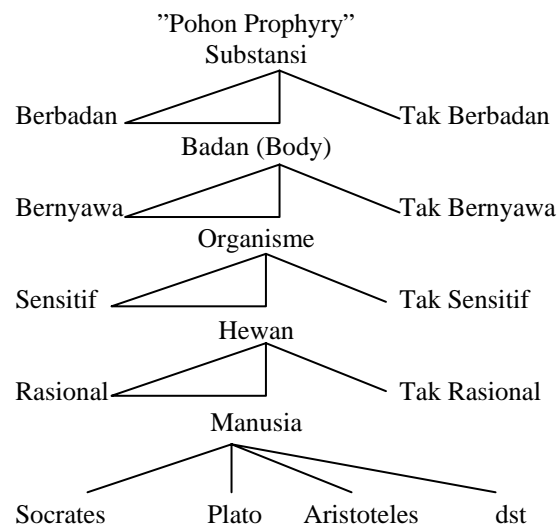 ”Pohon Prophyry”
Substansi
Berbadan Tak Berbadan
Badan (Body)
Bernyawa Tak Bernyawa
Organisme
Sensitif Tak Sensitif
Hewan
Rasional Tak Rasional
Manusia
Socrates Plato Aristoteles dst